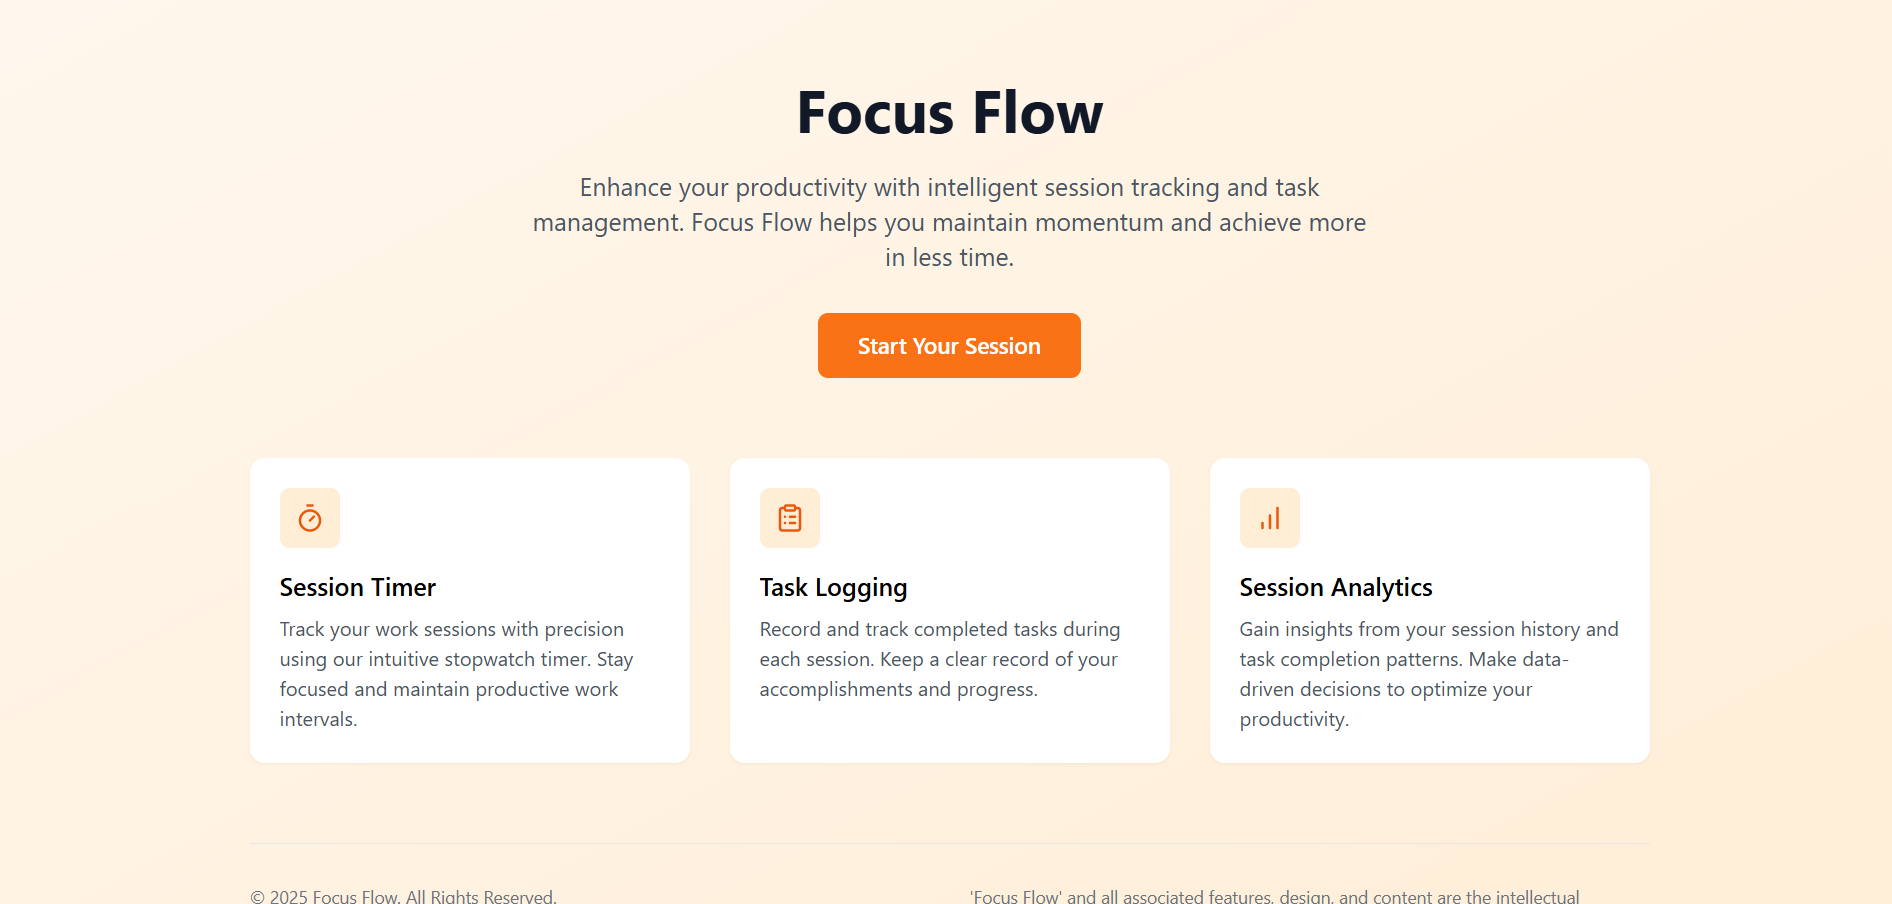 Focus Flow
Enhance your productivity with intelligent session tracking and task
management. Focus Flow helps you maintain momentum and achieve more
in less time.
Start Your Session
Session Timer
Track your work sessions with precision
using our intuitive stopwatch timer. Stay
focused and maintain productive work
intervals.
Task Logging
Record and track completed tasks during
each session. Keep a clear record of your
accomplishments and progress.
Session Analytics
Gain insights from your session history and
task completion patterns. Make data-
driven decisions to optimize your
productivity.
© 2025 Focus Flow. All Rights Reserved.
'Focus Flow' and all associated features, design, and content are the intellectual